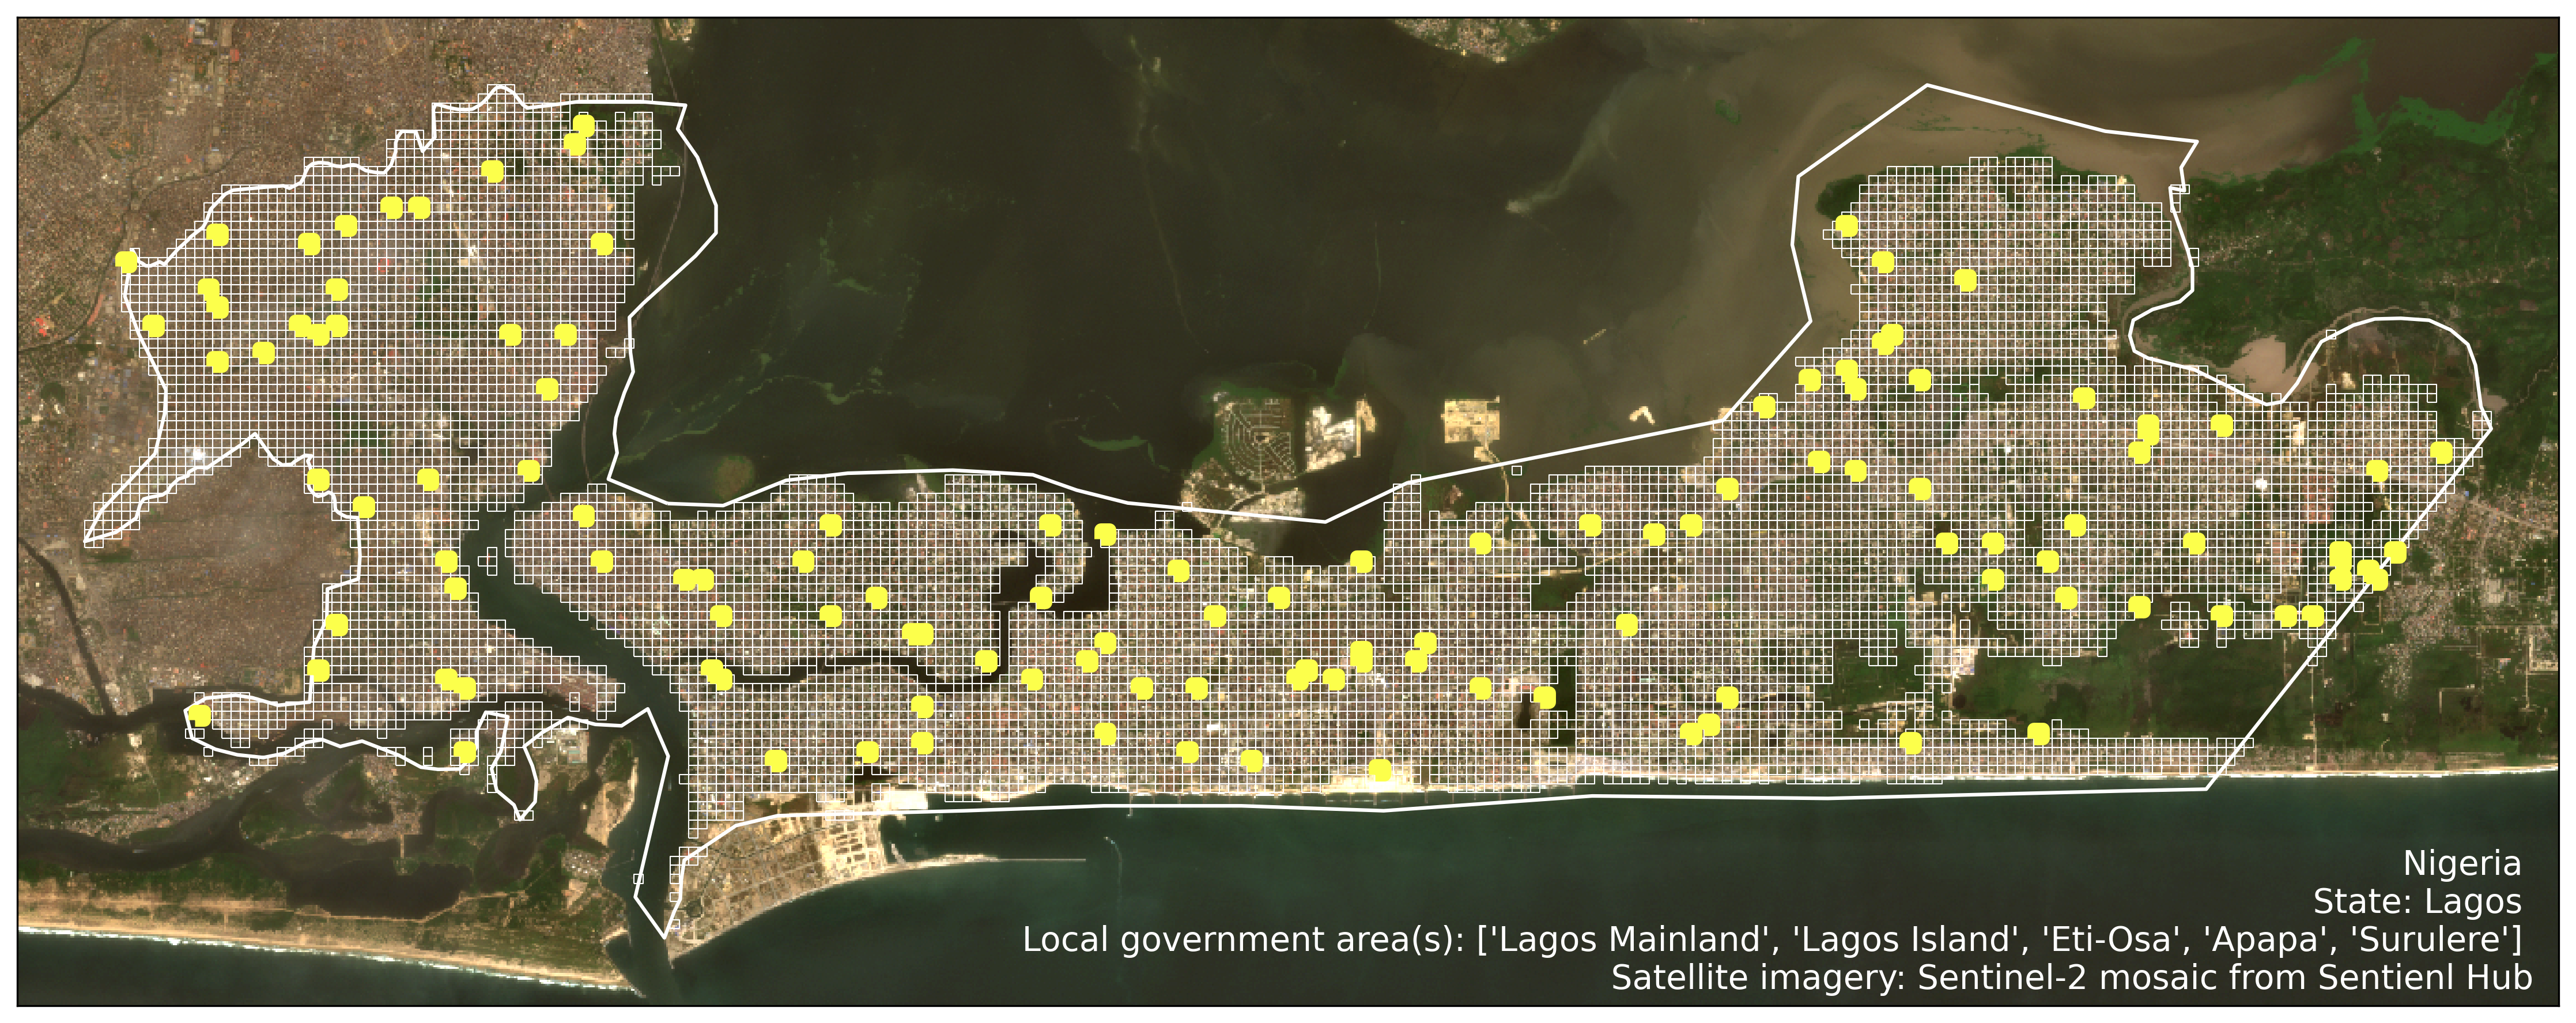 Nigeria
State: Lagos
Local government area(s): ['Lagos Mainland', 'Lagos Island', 'Eti-Osa', 'Apapa', 'Surulere']
Satellite imagery: Sentinel-2 mosaic from Sentienl Hub